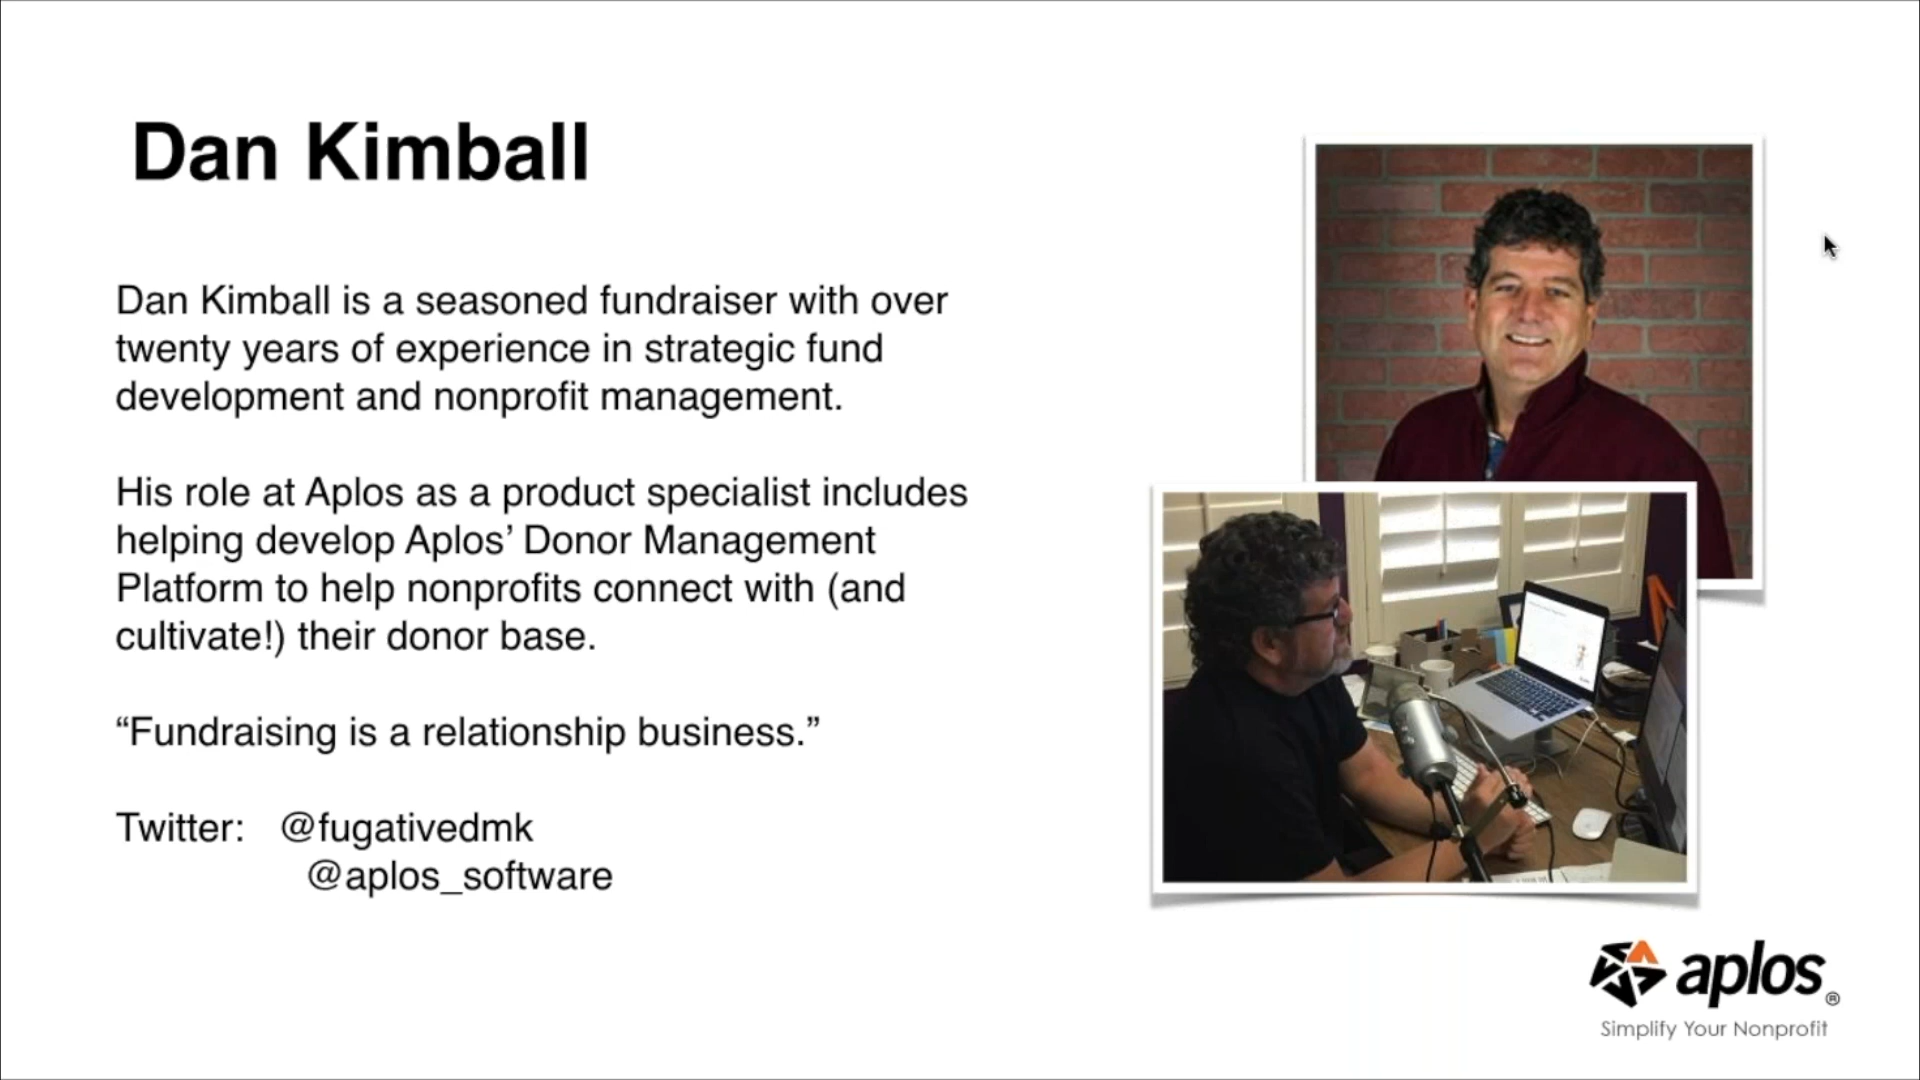 Dan Kimball
Dan Kimball is a seasoned fundraiser with over
twenty years of experience in strategic fund
development and nonprofit management.
His role at Aplos as a product specialist includes
helping develop Aplos’ Donor Management
Platform to help nonprofits connect with (and
cultivate!) their donor base.
“Fundraising is a relationship business.”
Twitter: @fugativedmk
@aplos_software
aplos®
Simplify Your Nonprofit